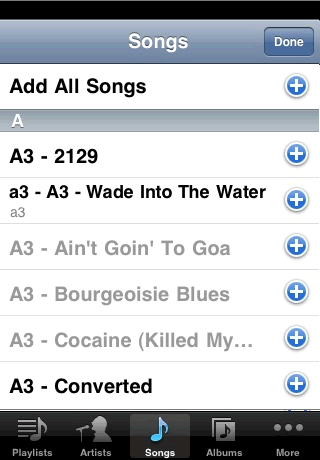 Songs
Done
Add All Songs
A
A3 - 2129
a3 - A3 - Wade Into The Water
a3
A3 - Ain't Goin' To Goa
A3 - Bourgeoisie Blues
A3 - Cocaine (Killed My...
A3 - Converted
Playlists
Artists
Songs
Albums
More